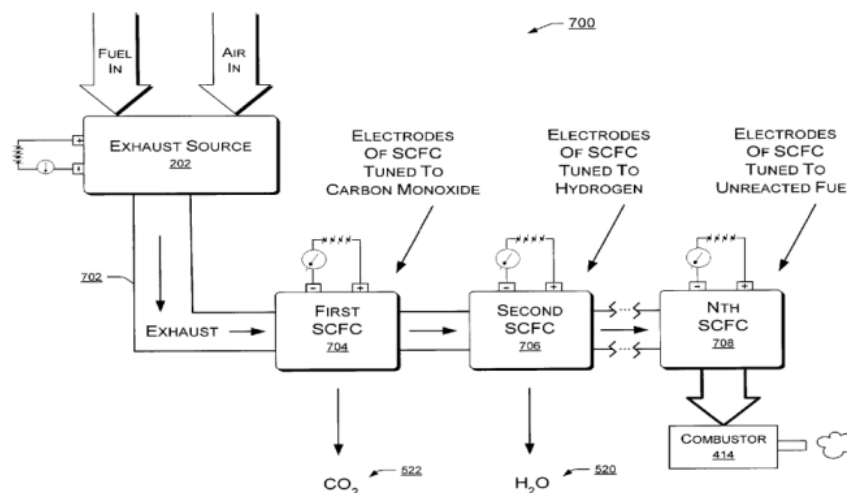 700
FUEL
IN
AIR
IN
EXHAUST SOURCE
202
+
-
ELECTRODES
OF SCFC
TUNED TO
CARBON MONOXIDE
ELECTRODES
OF SCFC
TUNED TO
HYDROGEN
ELECTRODES
OF SCFC
TUNED TO
UNREACTED FUEL
702
EXHAUST
- +
FIRST
SCFC
704
- +
SECOND
SCFC
706
- +
NTH
SCFC
708
COMBUSTOR
414
CO2
522
H2O
520